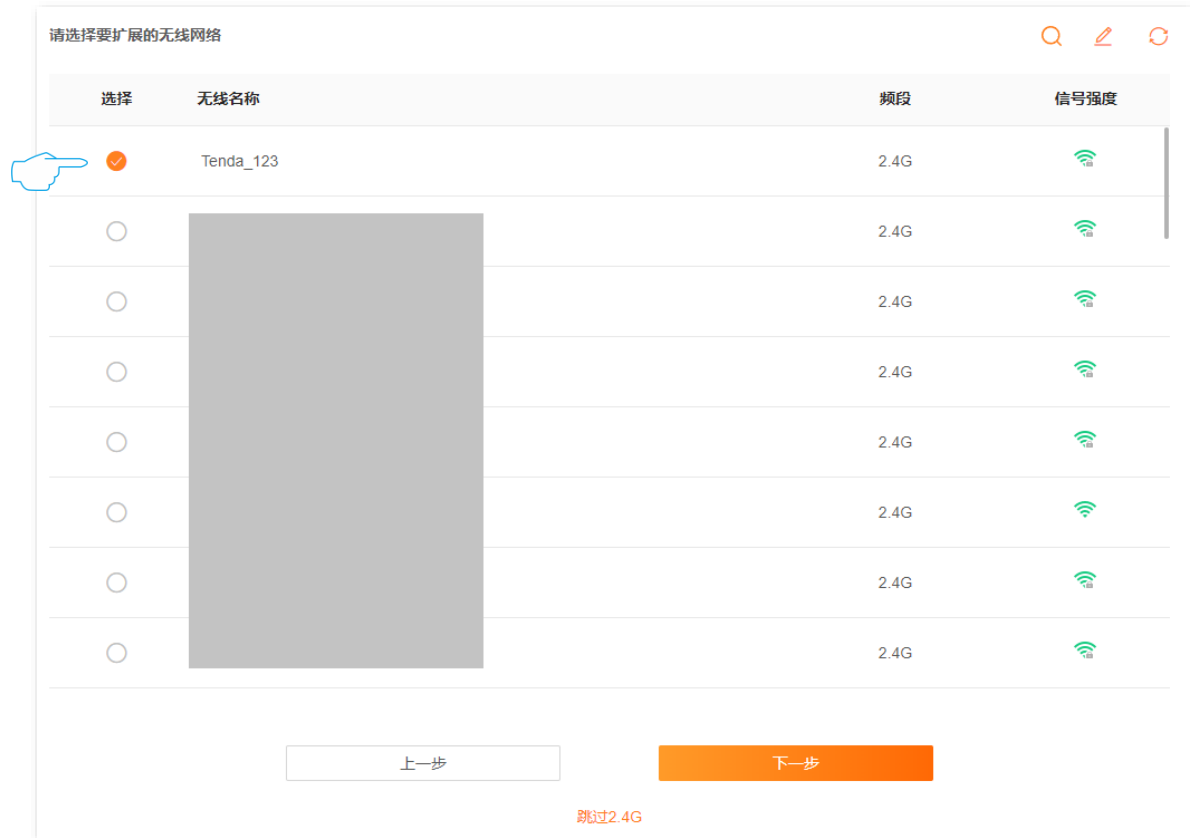 请选择要扩展的无线网络
选择 无线名称 频段 信号强度
Tenda_123 2.4G
2.4G
2.4G
2.4G
2.4G
2.4G
2.4G
2.4G
上一步 下一步
跳过2.4G